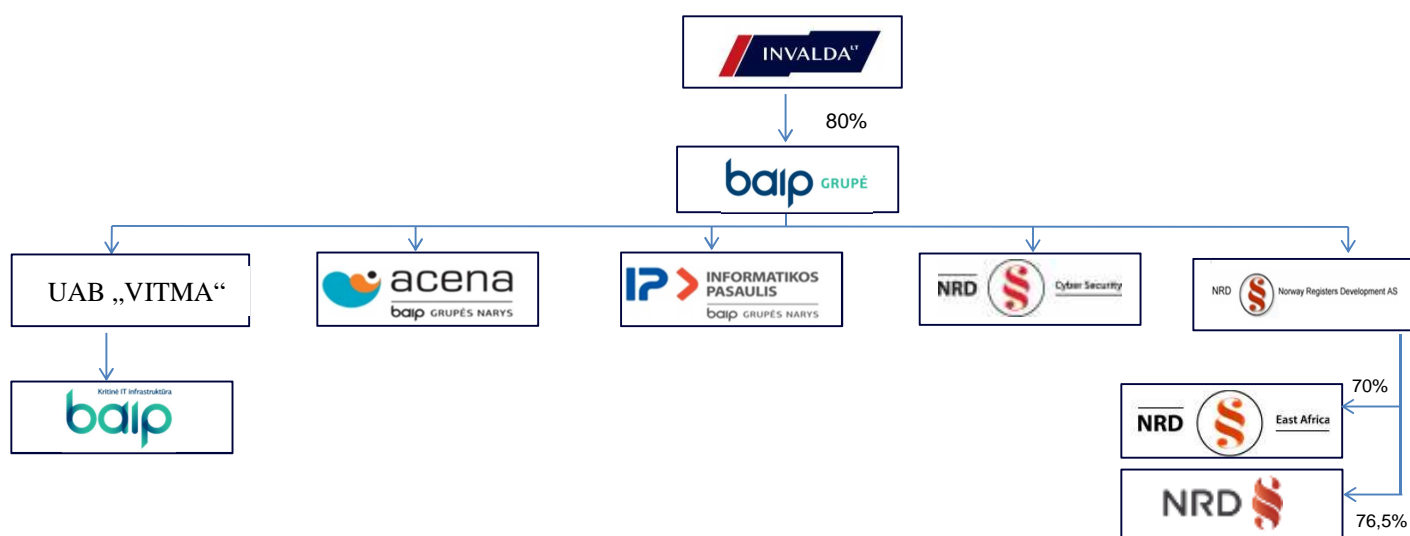 INVALDA LT
80%
baip GRUPĖ
UAB „VITMA“
acena
baip GRUPĖS NARYS
IP INFORMATIKOS
PASAULIS
baip GRUPĖS NARYS
NRD § Cyber Security
NRD § Norway Registers Development AS
Kritinė IT infrastruktūra
baip
70%
NRD § East Africa
NRD §
76,5%